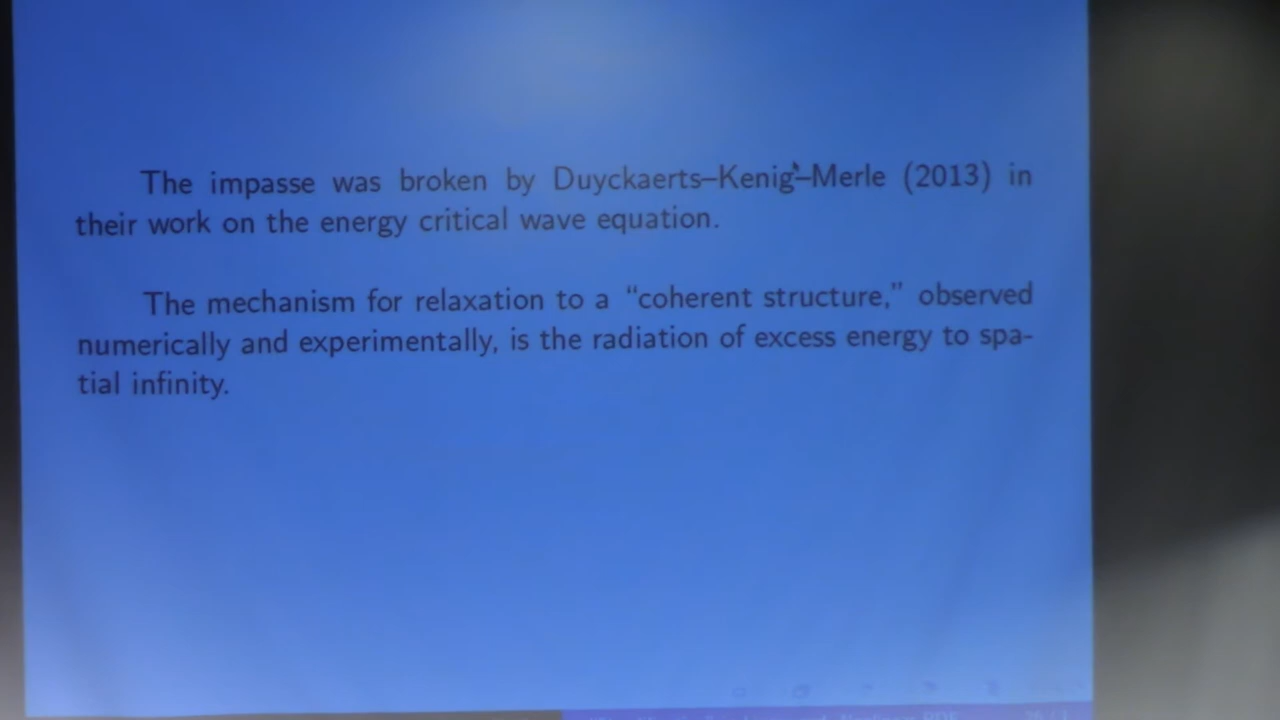 The impasse was broken by Duyckaerts–Kenig–Merle (2013) in
their work on the energy critical wave equation.
The mechanism for relaxation to a “coherent structure,” observed
numerically and experimentally, is the radiation of excess energy to spa-
tial infinity.